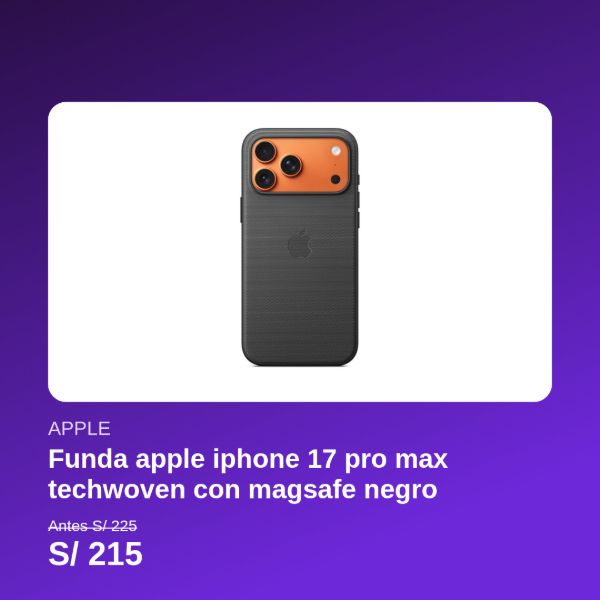 APPLE
Funda apple iphone 17 pro max
techwoven con magsafe negro
Antes S/ 225
S/ 215